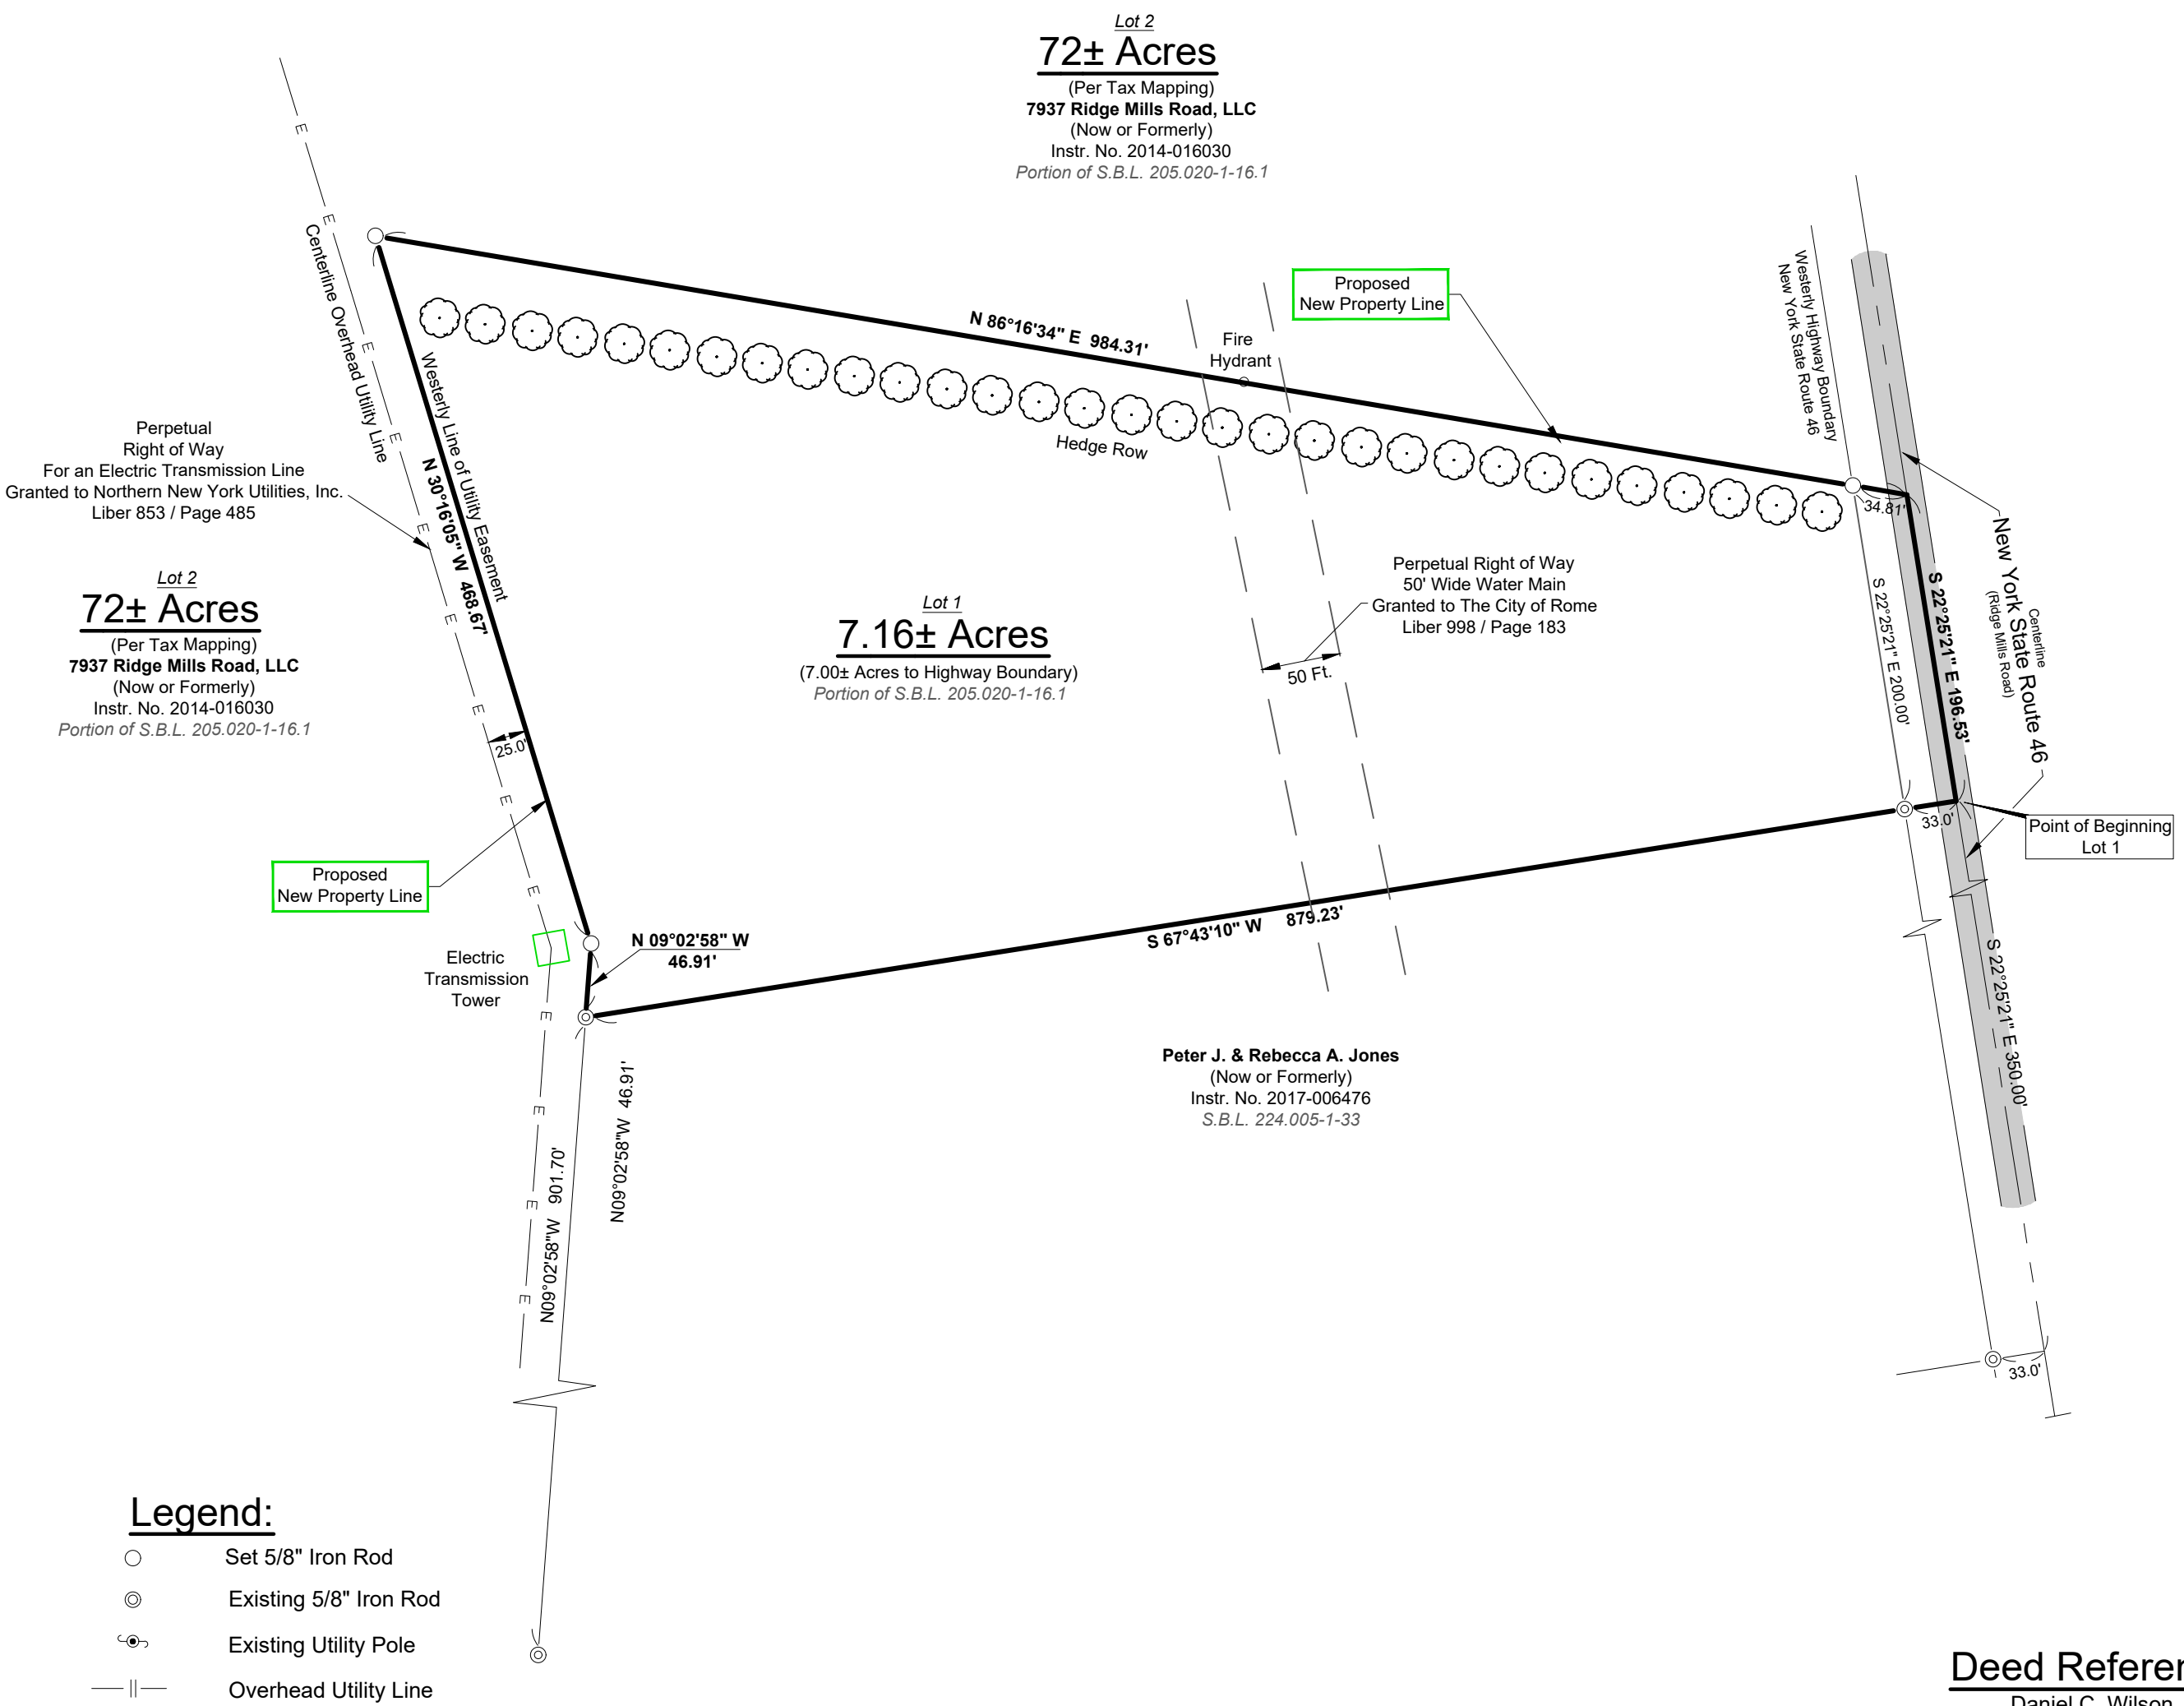 Lot 2
72± Acres
(Per Tax Mapping)
7937 Ridge Mills Road, LLC
(Now or Formerly)
Instr. No. 2014-016030
Portion of S.B.L. 205.020-1-16.1
E
E
E
E
E
E
E
E
E
Centerline Overhead Utility Line
Westerly Line of Utility Easement
N 30°16'05" W 468.67'
N 86°16'34" E 984.31'
Fire
Hydrant
Proposed
New Property Line
Westerly Highway Boundary
New York State Route 46
Hedge Row
34.81'
Perpetual
Right of Way
For an Electric Transmission Line
Granted to Northern New York Utilities, Inc.
Liber 853 / Page 485
Lot 2
72± Acres
(Per Tax Mapping)
7937 Ridge Mills Road, LLC
(Now or Formerly)
Instr. No. 2014-016030
Portion of S.B.L. 205.020-1-16.1
25.0'
Lot 1
7.16± Acres
(7.00± Acres to Highway Boundary)
Portion of S.B.L. 205.020-1-16.1
Perpetual Right of Way
50' Wide Water Main
Granted to The City of Rome
Liber 998 / Page 183
50 Ft.
S 22°25'21" E 200.00'
S 22°25'21" E 196.53'
Centerline
New York State Route 46
(Ridge Mills Road)
33.0'
Point of Beginning
Lot 1
Proposed
New Property Line
N 09°02'58" W
46.91'
Electric
Transmission
Tower
S 67°43'10" W 879.23'
S 22°25'21" E 350.00'
Peter J. & Rebecca A. Jones
(Now or Formerly)
Instr. No. 2017-006476
S.B.L. 224.005-1-33
E
E
E
E
N09°02'58"W 901.70'
N09°02'58"W 46.91'
33.0'
Legend:
Set 5/8" Iron Rod
Existing 5/8" Iron Rod
Existing Utility Pole
Overhead Utility Line
Deed Referen
Daniel C. Wilson